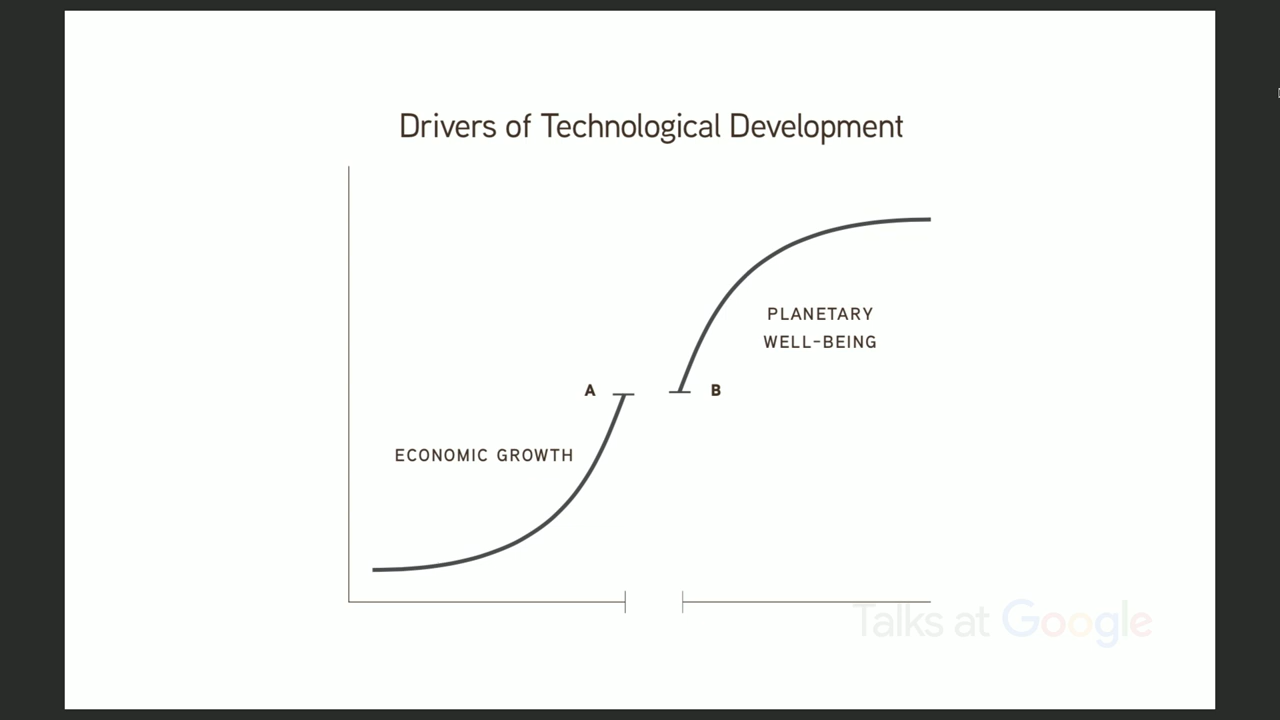 Drivers of Technological Development
PLANETARY
WELL-BEING
A
B
ECONOMIC GROWTH
Talks at Google